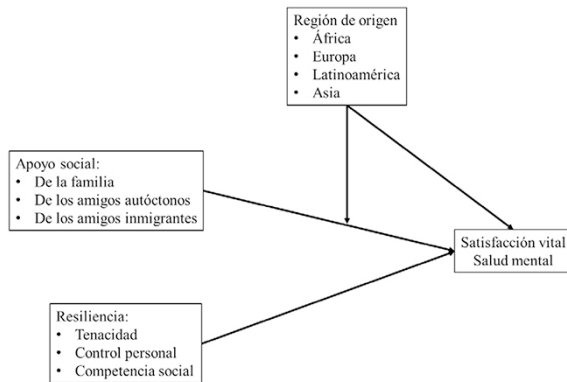 Región de origen
• África
• Europa
• Latinoamérica
• Asia
Apoyo social:
• De la familia
• De los amigos autóctonos
• De los amigos inmigrantes
Satisfacción vital
Salud mental
Resiliencia:
• Tenacidad
• Control personal
• Competencia social